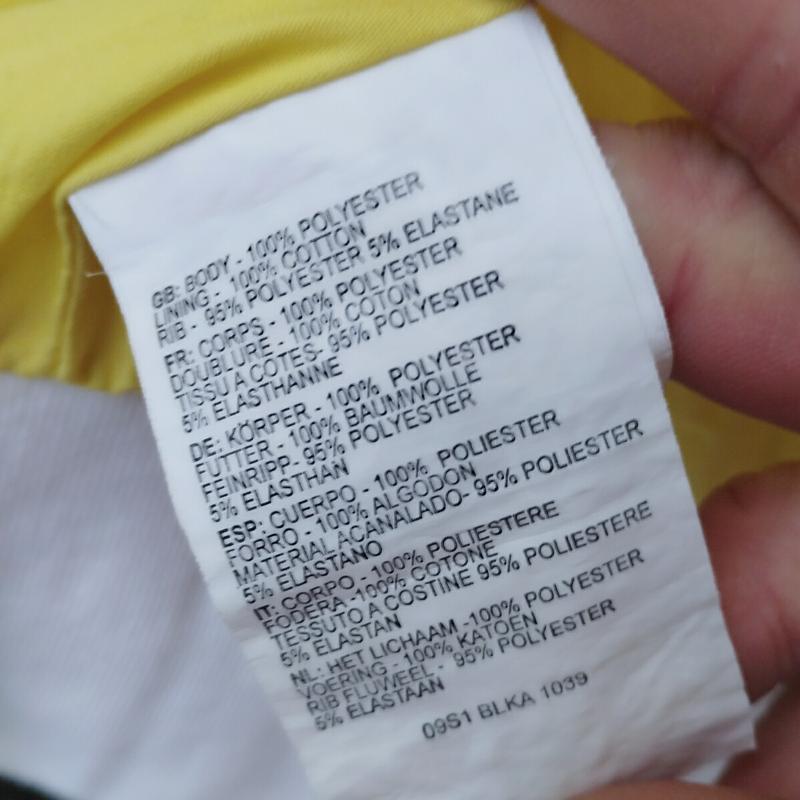 GB: BODY - 100% POLYESTER
LINING - 100% COTTON
RIB - 95% POLYESTER 5% ELASTANE
FR: CORPS - 100% POLYESTER
DOUBLURE - 100% COTON
TISSU A COTES- 95% POLYESTER
5% ELASTHANNE
DE: KÖRPER - 100% POLYESTER
FUTTER - 100% BAUMWOLLE
FEINRIPP- 95% POLYESTER
5% ELASTHAN
ESP: CUERPO - 100% POLIESTER
FORRO - 100% ALGODON
MATERIAL ACANALADO- 95% POLIESTER
5% ELASTANO
IT: CORPO - 100% POLIESTERE
FODERA -100% COTONE
TESSUTO A COSTINE 95% POLIESTERE
5% ELASTAN
NL: HET LICHAAM -100% POLYESTER
VOERING - 100% KATOEN
RIB FLUWEEL - 95% POLYESTER
5% ELASTAAN
09S1 BLKA 1039